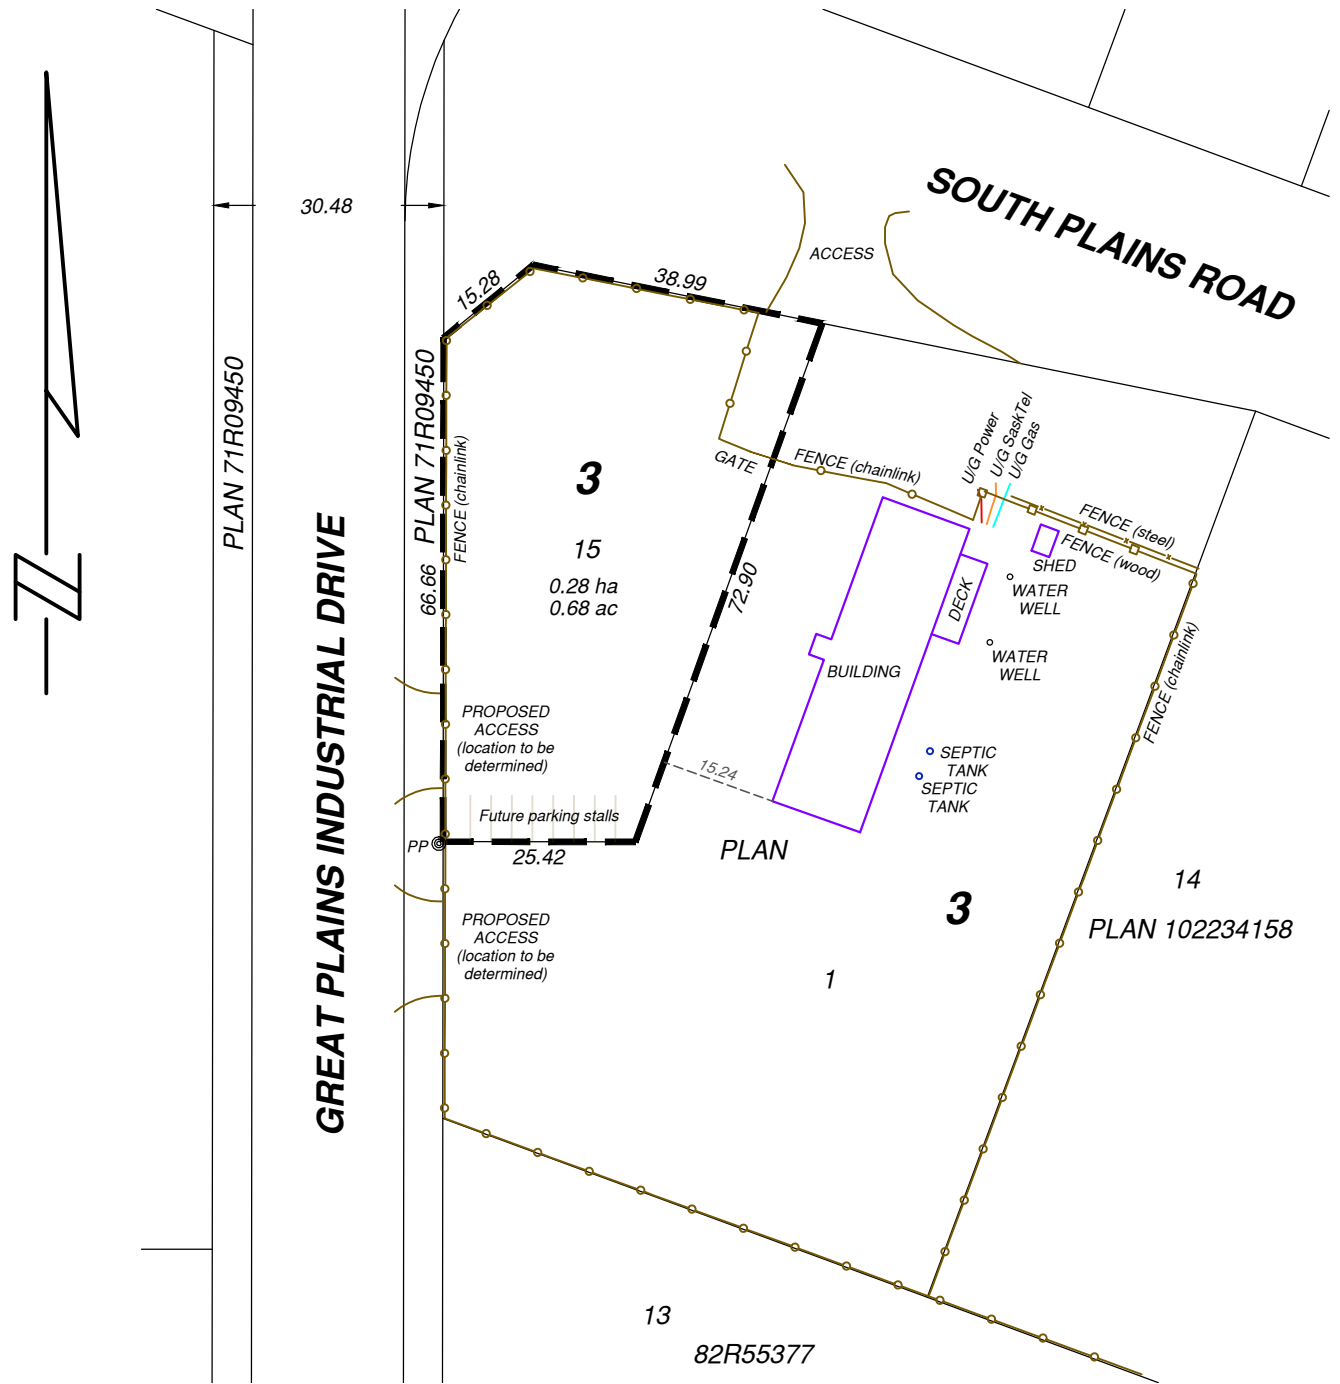 SOUTH PLAINS ROAD
30.48
ACCESS
15.28
38.99
PLAN 71R09450
PLAN 71R09450
FENCE (chainlink)
66.66
GREAT PLAINS INDUSTRIAL DRIVE
3
15
0.28 ha
0.68 ac
72.90
GATE
FENCE (chainlink)
U/G Power
U/G SaskTel
U/G Gas
FENCE (steel)
FENCE (wood)
SHED
DECK
WATER
WELL
WATER
WELL
BUILDING
FENCE (chainlink)
SEPTIC
TANK
SEPTIC
TANK
PROPOSED
ACCESS
(location to be
determined)
15.24
Future parking stalls
PP
25.42
PLAN
3
14
PLAN 102234158
PROPOSED
ACCESS
(location to be
determined)
1
13
82R55377
N